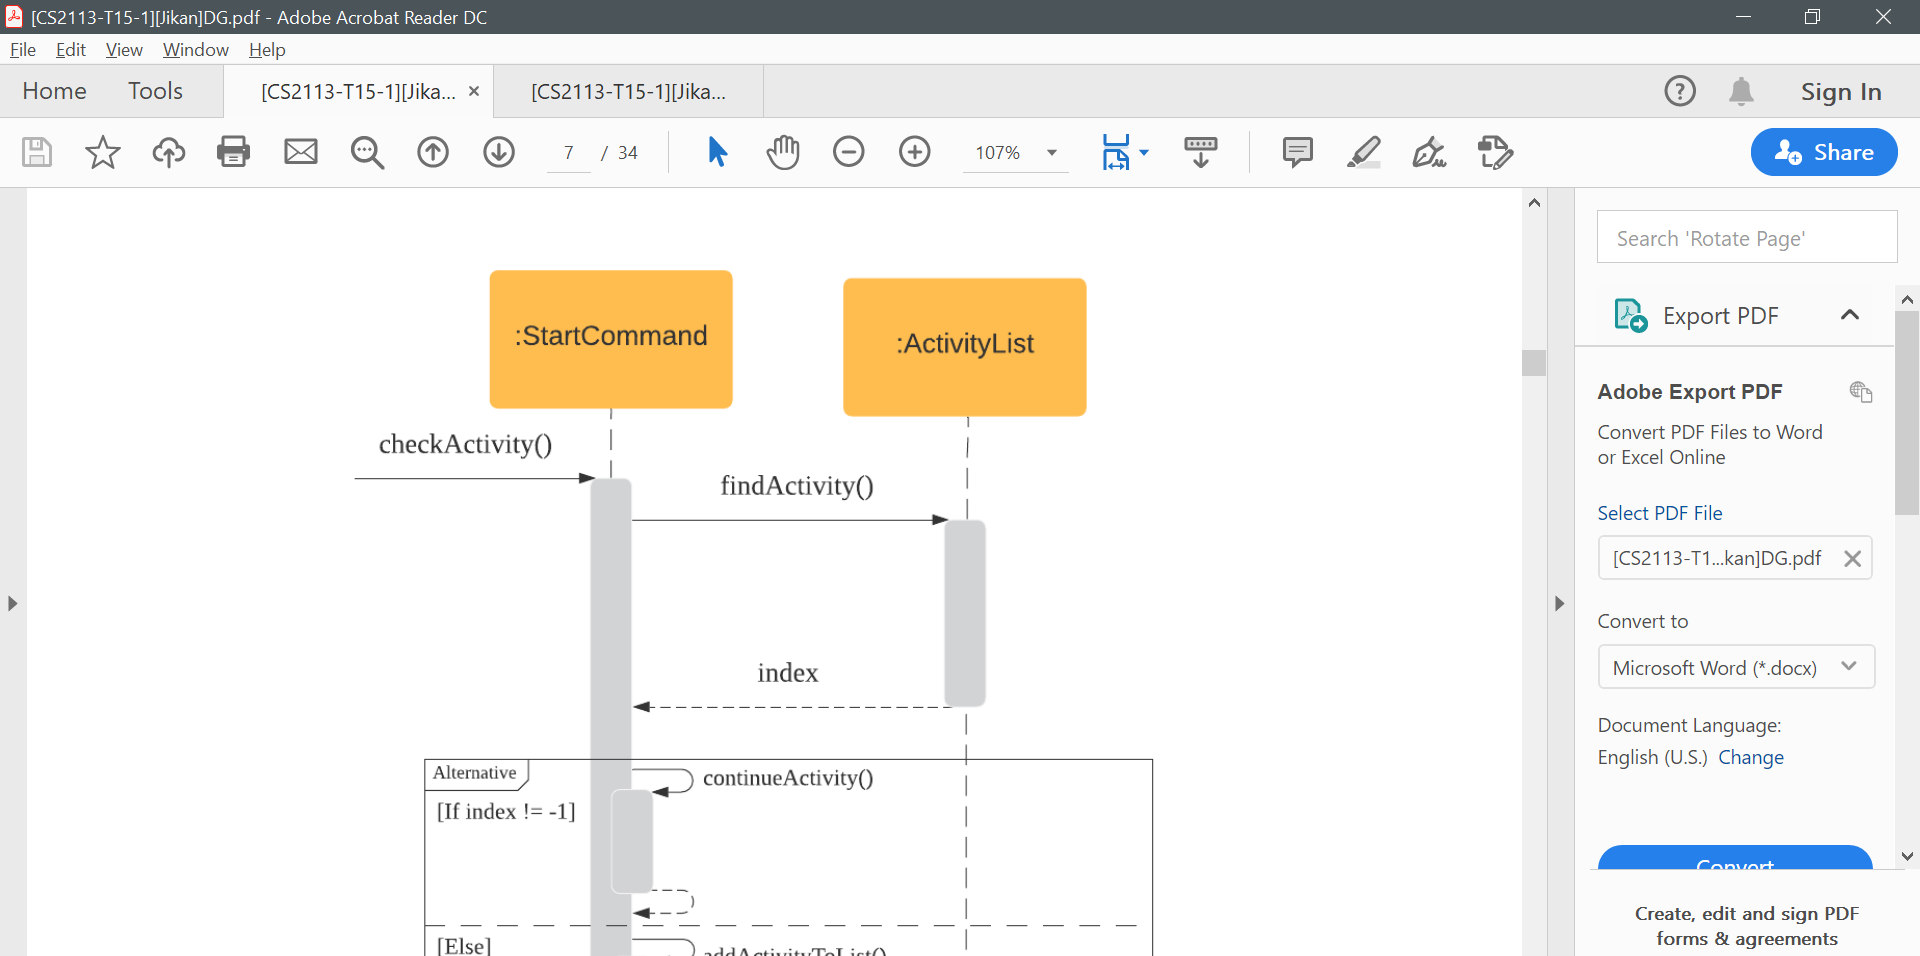 [CS2113-T15-1][Jikan]DG.pdf - Adobe Acrobat Reader DC
File Edit View Window Help
Home Tools [CS2113-T15-1][Jika... × [CS2113-T15-1][Jika... Sign In
7 / 34 107% Share
Search 'Rotate Page'
Export PDF
Adobe Export PDF
Convert PDF Files to Word
or Excel Online
Select PDF File
[CS2113-T1...kan]DG.pdf
Convert to
Microsoft Word (*.docx)
Document Language:
English (U.S.) Change
Convert
Create, edit and sign PDF
forms & agreements
:StartCommand
:ActivityList
checkActivity()
findActivity()
index
Alternative
continueActivity()
[If index != -1]
[Else]
addActivityToList()